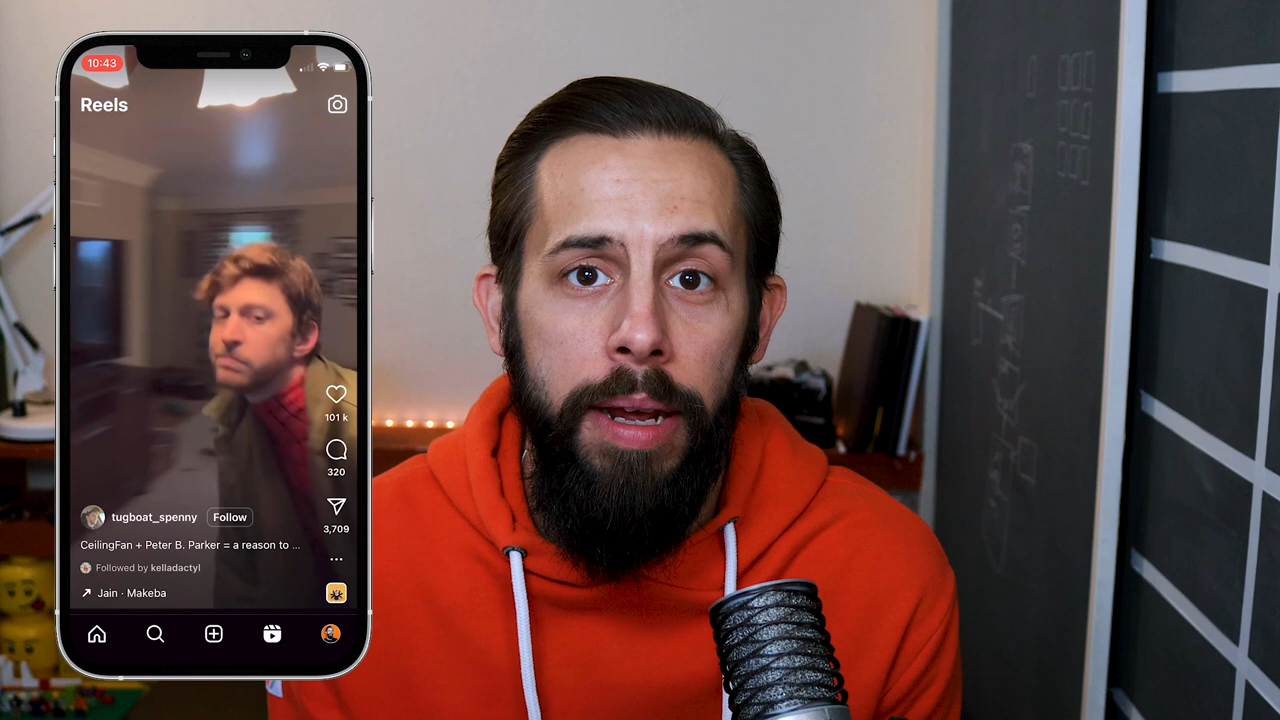 10:43
Reels
101 k
320
3,709
tugboat_spenny Follow
CeilingFan + Peter B. Parker = a reason to ...
Followed by kelladactyl
Jain · Makeba